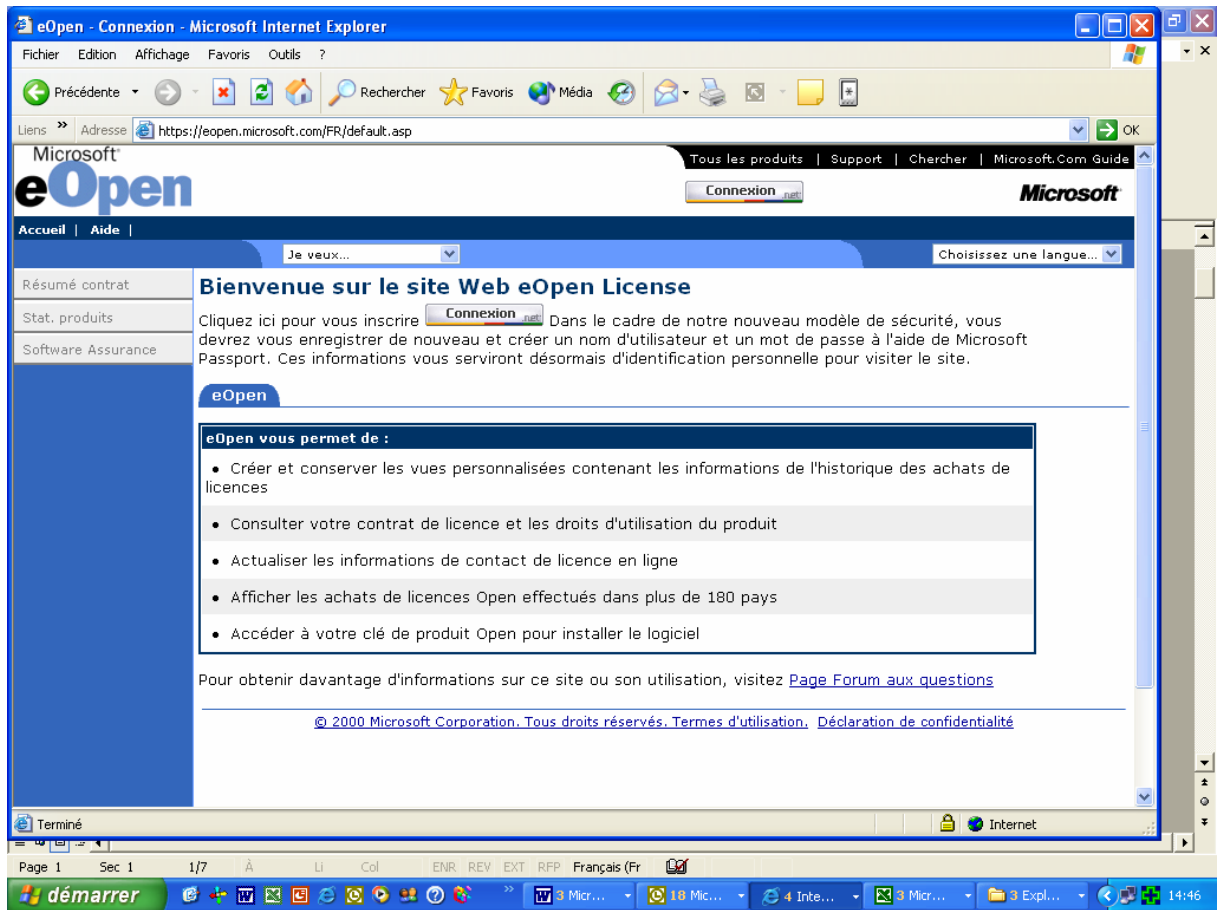 eOpen - Connexion - Microsoft Internet Explorer
Fichier Edition Affichage Favoris Outils ?
Précédente Rechercher Favoris Média
Liens » Adresse https://eopen.microsoft.com/FR/default.asp OK
Microsoft
eOpen
Tous les produits | Support | Chercher | Microsoft.Com Guide
Connexion .net
Microsoft
Accueil | Aide |
Je veux...
Choisissez une langue...
Résumé contrat
Stat. produits
Software Assurance
Bienvenue sur le site Web eOpen License
Cliquez ici pour vous inscrire Connexion .net Dans le cadre de notre nouveau modèle de sécurité, vous
devrez vous enregistrer de nouveau et créer un nom d'utilisateur et un mot de passe à l'aide de Microsoft
Passport. Ces informations vous serviront désormais d'identification personnelle pour visiter le site.
eOpen
eOpen vous permet de :
• Créer et conserver les vues personnalisées contenant les informations de l'historique des achats de
licences
• Consulter votre contrat de licence et les droits d'utilisation du produit
• Actualiser les informations de contact de licence en ligne
• Afficher les achats de licences Open effectués dans plus de 180 pays
• Accéder à votre clé de produit Open pour installer le logiciel
Pour obtenir davantage d'informations sur ce site ou son utilisation, visitez Page Forum aux questions
© 2000 Microsoft Corporation. Tous droits réservés. Termes d'utilisation. Déclaration de confidentialité
Terminé
Internet
Page 1 Sec 1 1/7 À Li Col ENR REV EXT RFP Français (Fr
démarrer » 3 Micr... 18 Mic... 4 Inte... 3 Micr... 3 Expl... 14:46